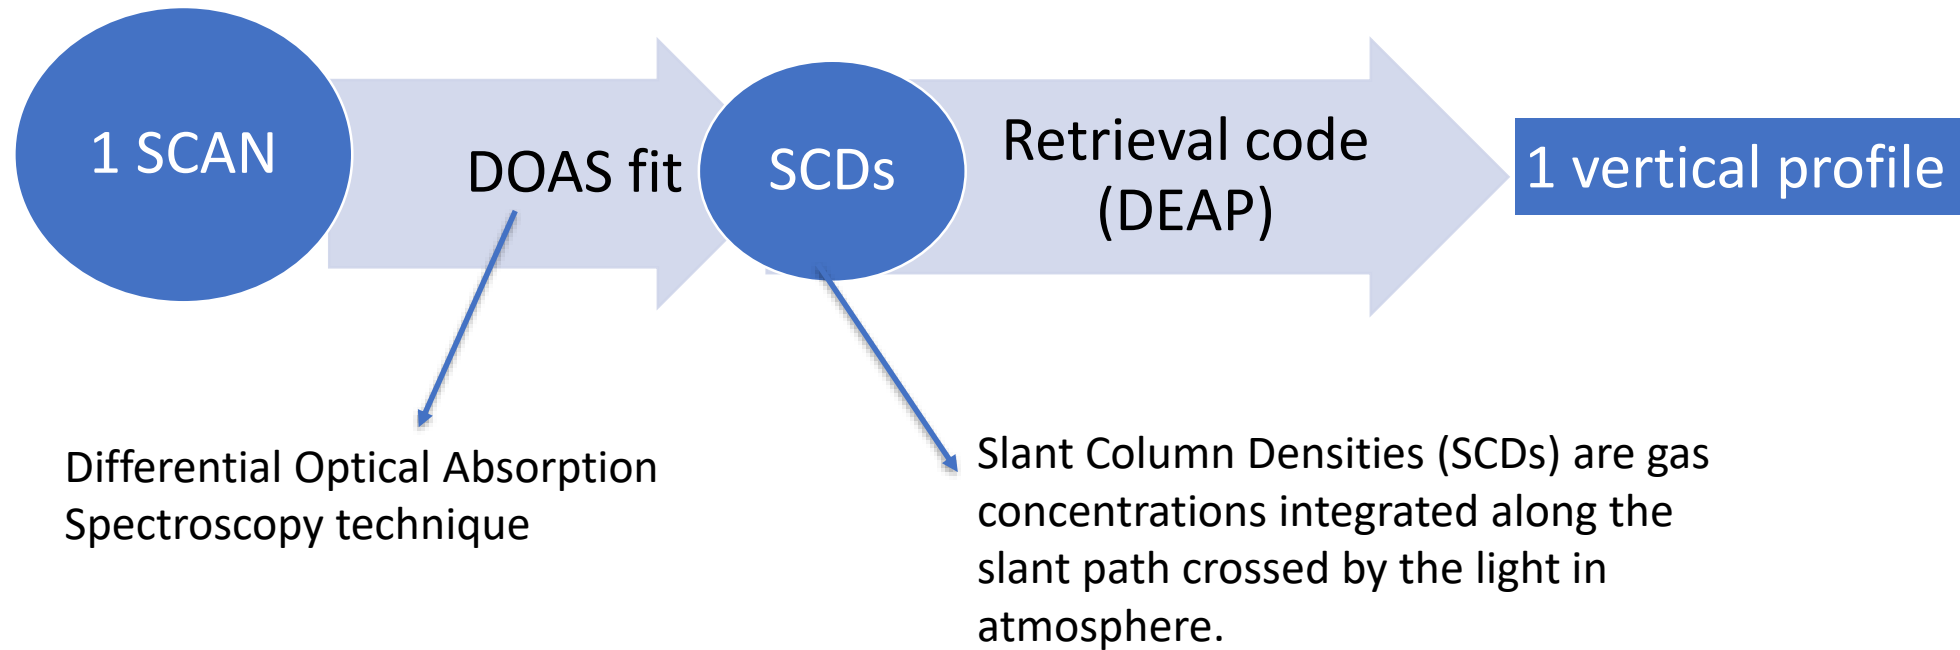 1 SCAN
DOAS fit
SCDs
Retrieval code
(DEAP)
1 vertical profile
Differential Optical Absorption
Spectroscopy technique
Slant Column Densities (SCDs) are gas
concentrations integrated along the
slant path crossed by the light in
atmosphere.